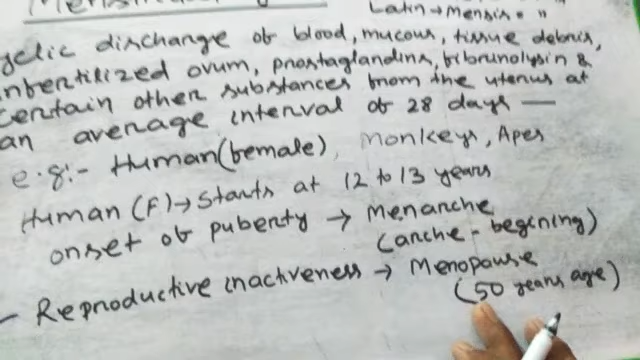 Latin → Mensis = "
cyclic discharge of blood, mucous, tissue debris,
unfertilized ovum, prostaglandins, fibrinolysin &
certain other substances from the uterus at
an average interval of 28 days —
e.g:- Human(female), Monkeys, Apes
Human (F) → Starts at 12 to 13 years
onset of puberty → Menarche
(arche - begining)
- Reproductive inactiveness → Menopause
(50 years age)